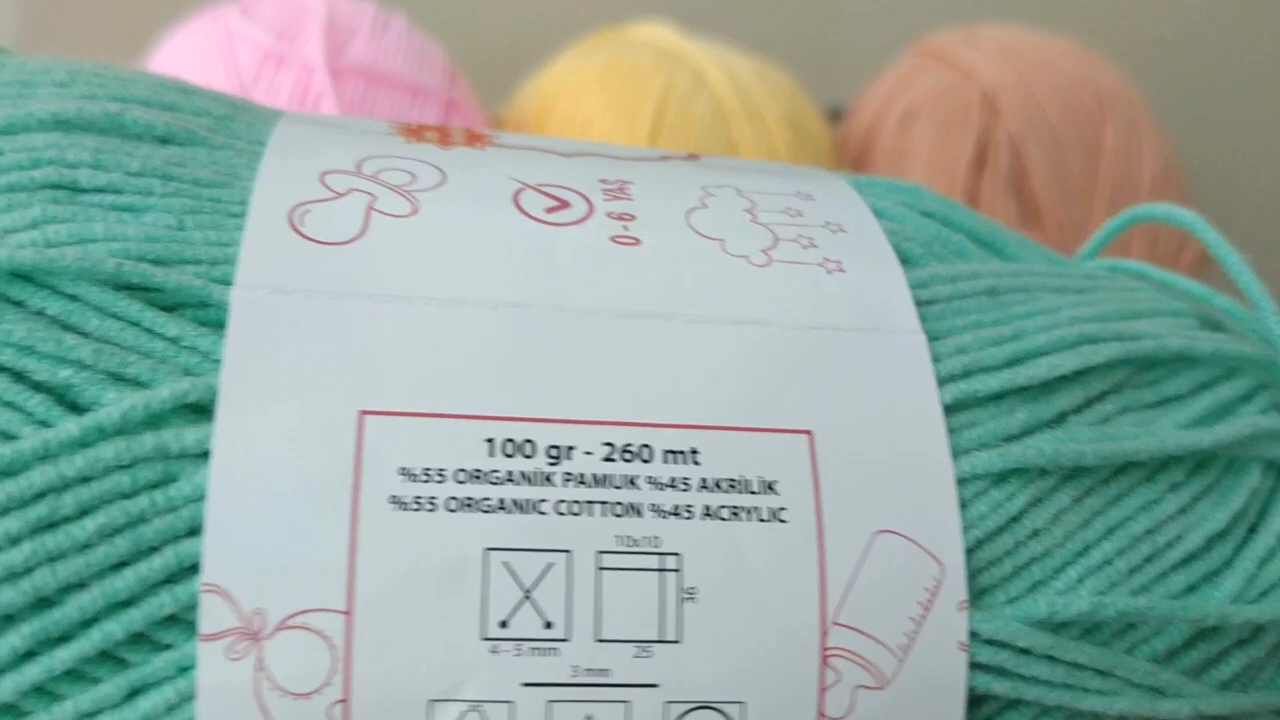 0-6 YAŞ
100 gr - 260 mt
%55 ORGANİK PAMUK %45 AKRİLİK
%55 ORGANIC COTTON %45 ACRYLIC
10x10
36
4-5 mm
25
3 mm